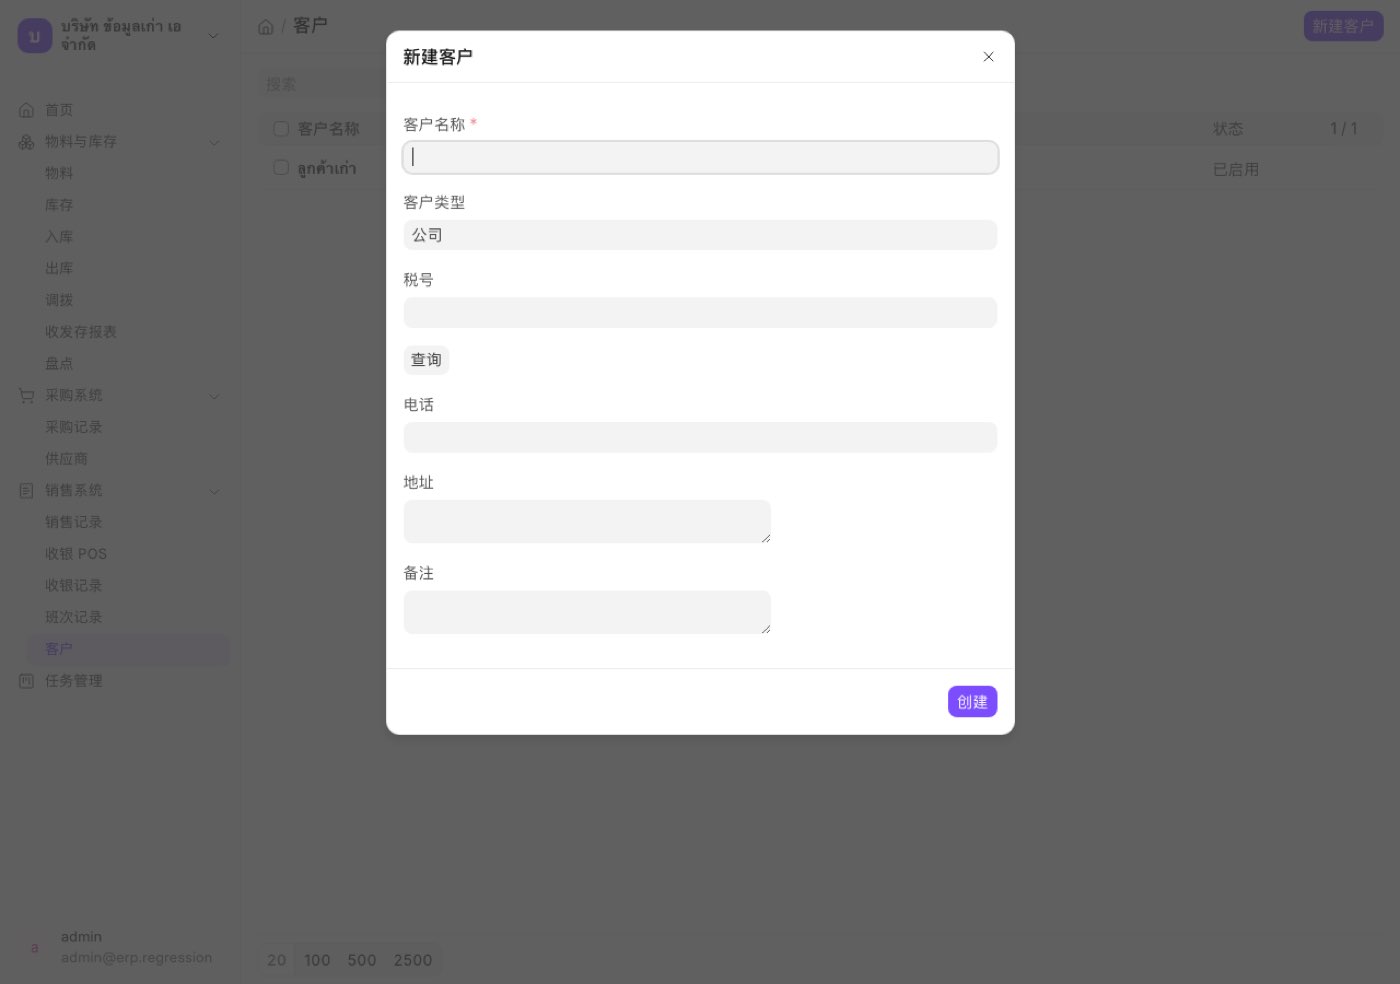 บ
บริษัท ข้อมูลเก่า เอ
จำกัด
首页
物料与库存
物料
库存
入库
出库
调拨
收发存报表
盘点
采购系统
采购记录
供应商
销售系统
销售记录
收银 POS
收银记录
班次记录
客户
任务管理
a
admin
admin@erp.regression
/ 客户
新建客户
搜索
客户名称
状态
1 / 1
ลูกค้าเก่า
已启用
新建客户
客户名称 *
客户类型
公司
税号
查询
电话
地址
备注
创建
20 100 500 2500